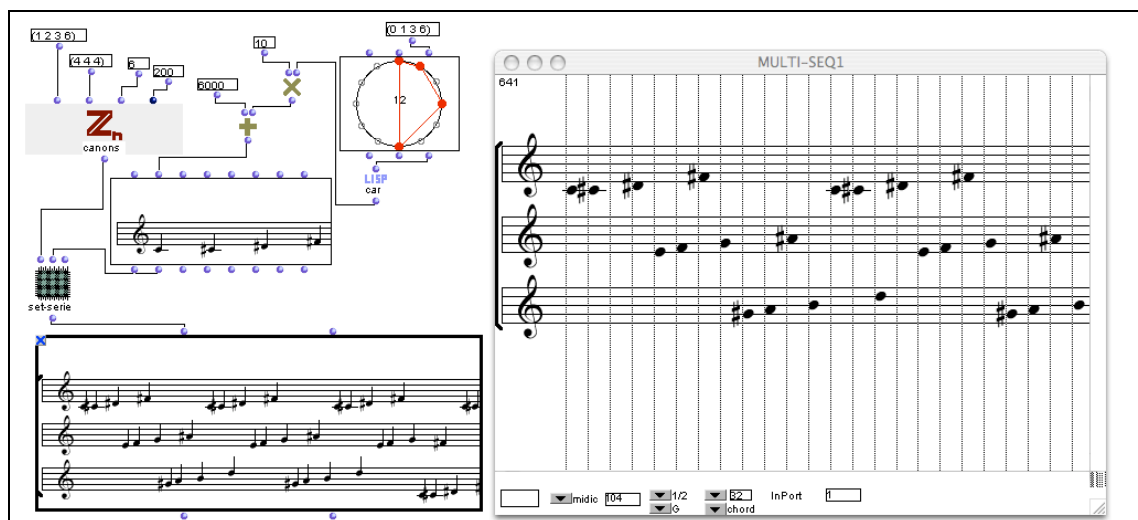 (1 2 3 6)
(4 4 4)
6
200
Zn
canons
6000
10
(0 1 3 6)
12
LISP
car
set-serie
MULTI-SEQ1
641
midic 104
1/2
G
32
chord
InPort 1